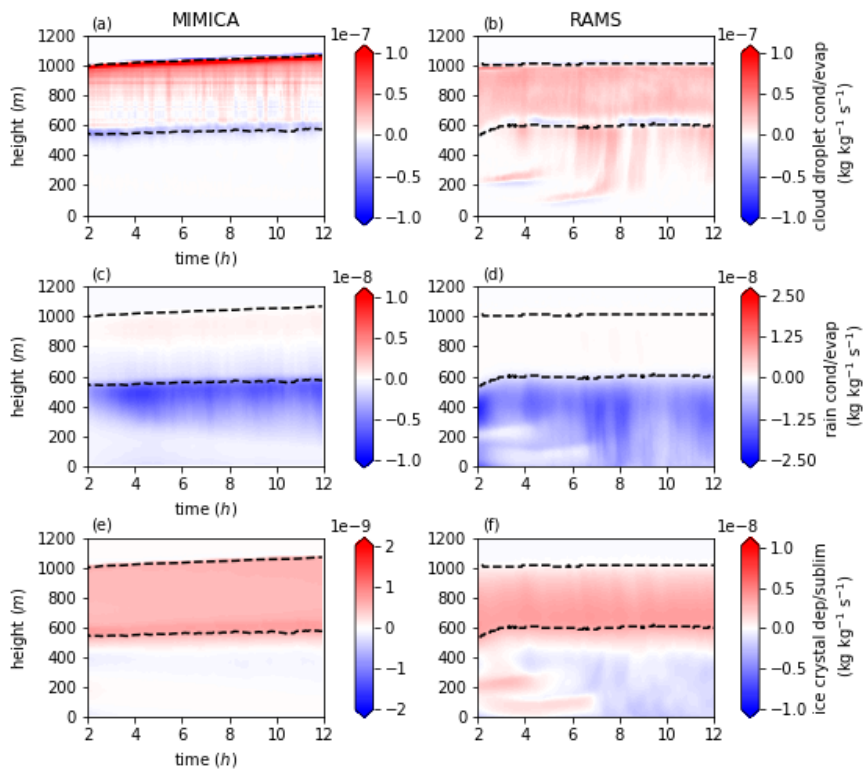 MIMICA RAMS
(a) 1e−7 (b) 1e−7
1200 1200
1000 1.0 1000 1.0
800 0.5 800 0.5
600 0.0 600 0.0
400 −0.5 400 −0.5
200 200
0 −1.0 0 −1.0
2 4 6 8 10 12 2 4 6 8 10 12
height (m)
time (h)
cloud droplet cond/evap
(kg kg⁻¹ s⁻¹)
(c) 1e−8 (d) 1e−8
1200 1200
1000 1.0 1000 2.50
800 0.5 800 1.25
600 0.0 600 0.00
400 −0.5 400 −1.25
200 200
0 −1.0 0 −2.50
2 4 6 8 10 12 2 4 6 8 10 12
height (m)
time (h)
rain cond/evap
(kg kg⁻¹ s⁻¹)
(e) 1e−9 (f) 1e−8
1200 1200
1000 2 1000 1.0
800 1 800 0.5
600 0 600 0.0
400 −1 400 −0.5
200 200
0 −2 0 −1.0
2 4 6 8 10 12 2 4 6 8 10 12
height (m)
time (h)
ice crystal dep/sublim
(kg kg⁻¹ s⁻¹)